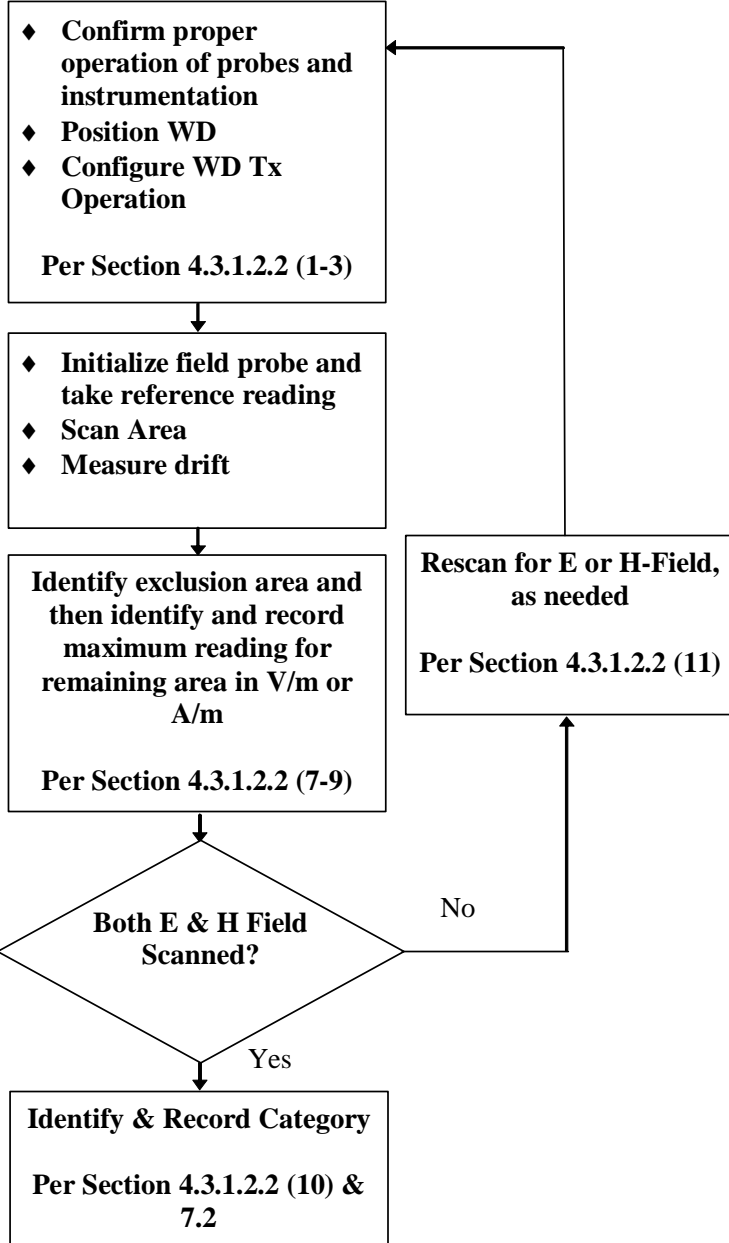 ♦ Confirm proper
operation of probes and
instrumentation
♦ Position WD
♦ Configure WD Tx
Operation
Per Section 4.3.1.2.2 (1-3)
♦ Initialize field probe and
take reference reading
♦ Scan Area
♦ Measure drift
Identify exclusion area and
then identify and record
maximum reading for
remaining area in V/m or
A/m
Per Section 4.3.1.2.2 (7-9)
Rescan for E or H-Field,
as needed
Per Section 4.3.1.2.2 (11)
Both E & H Field
Scanned?
No
Yes
Identify & Record Category
Per Section 4.3.1.2.2 (10) &
7.2